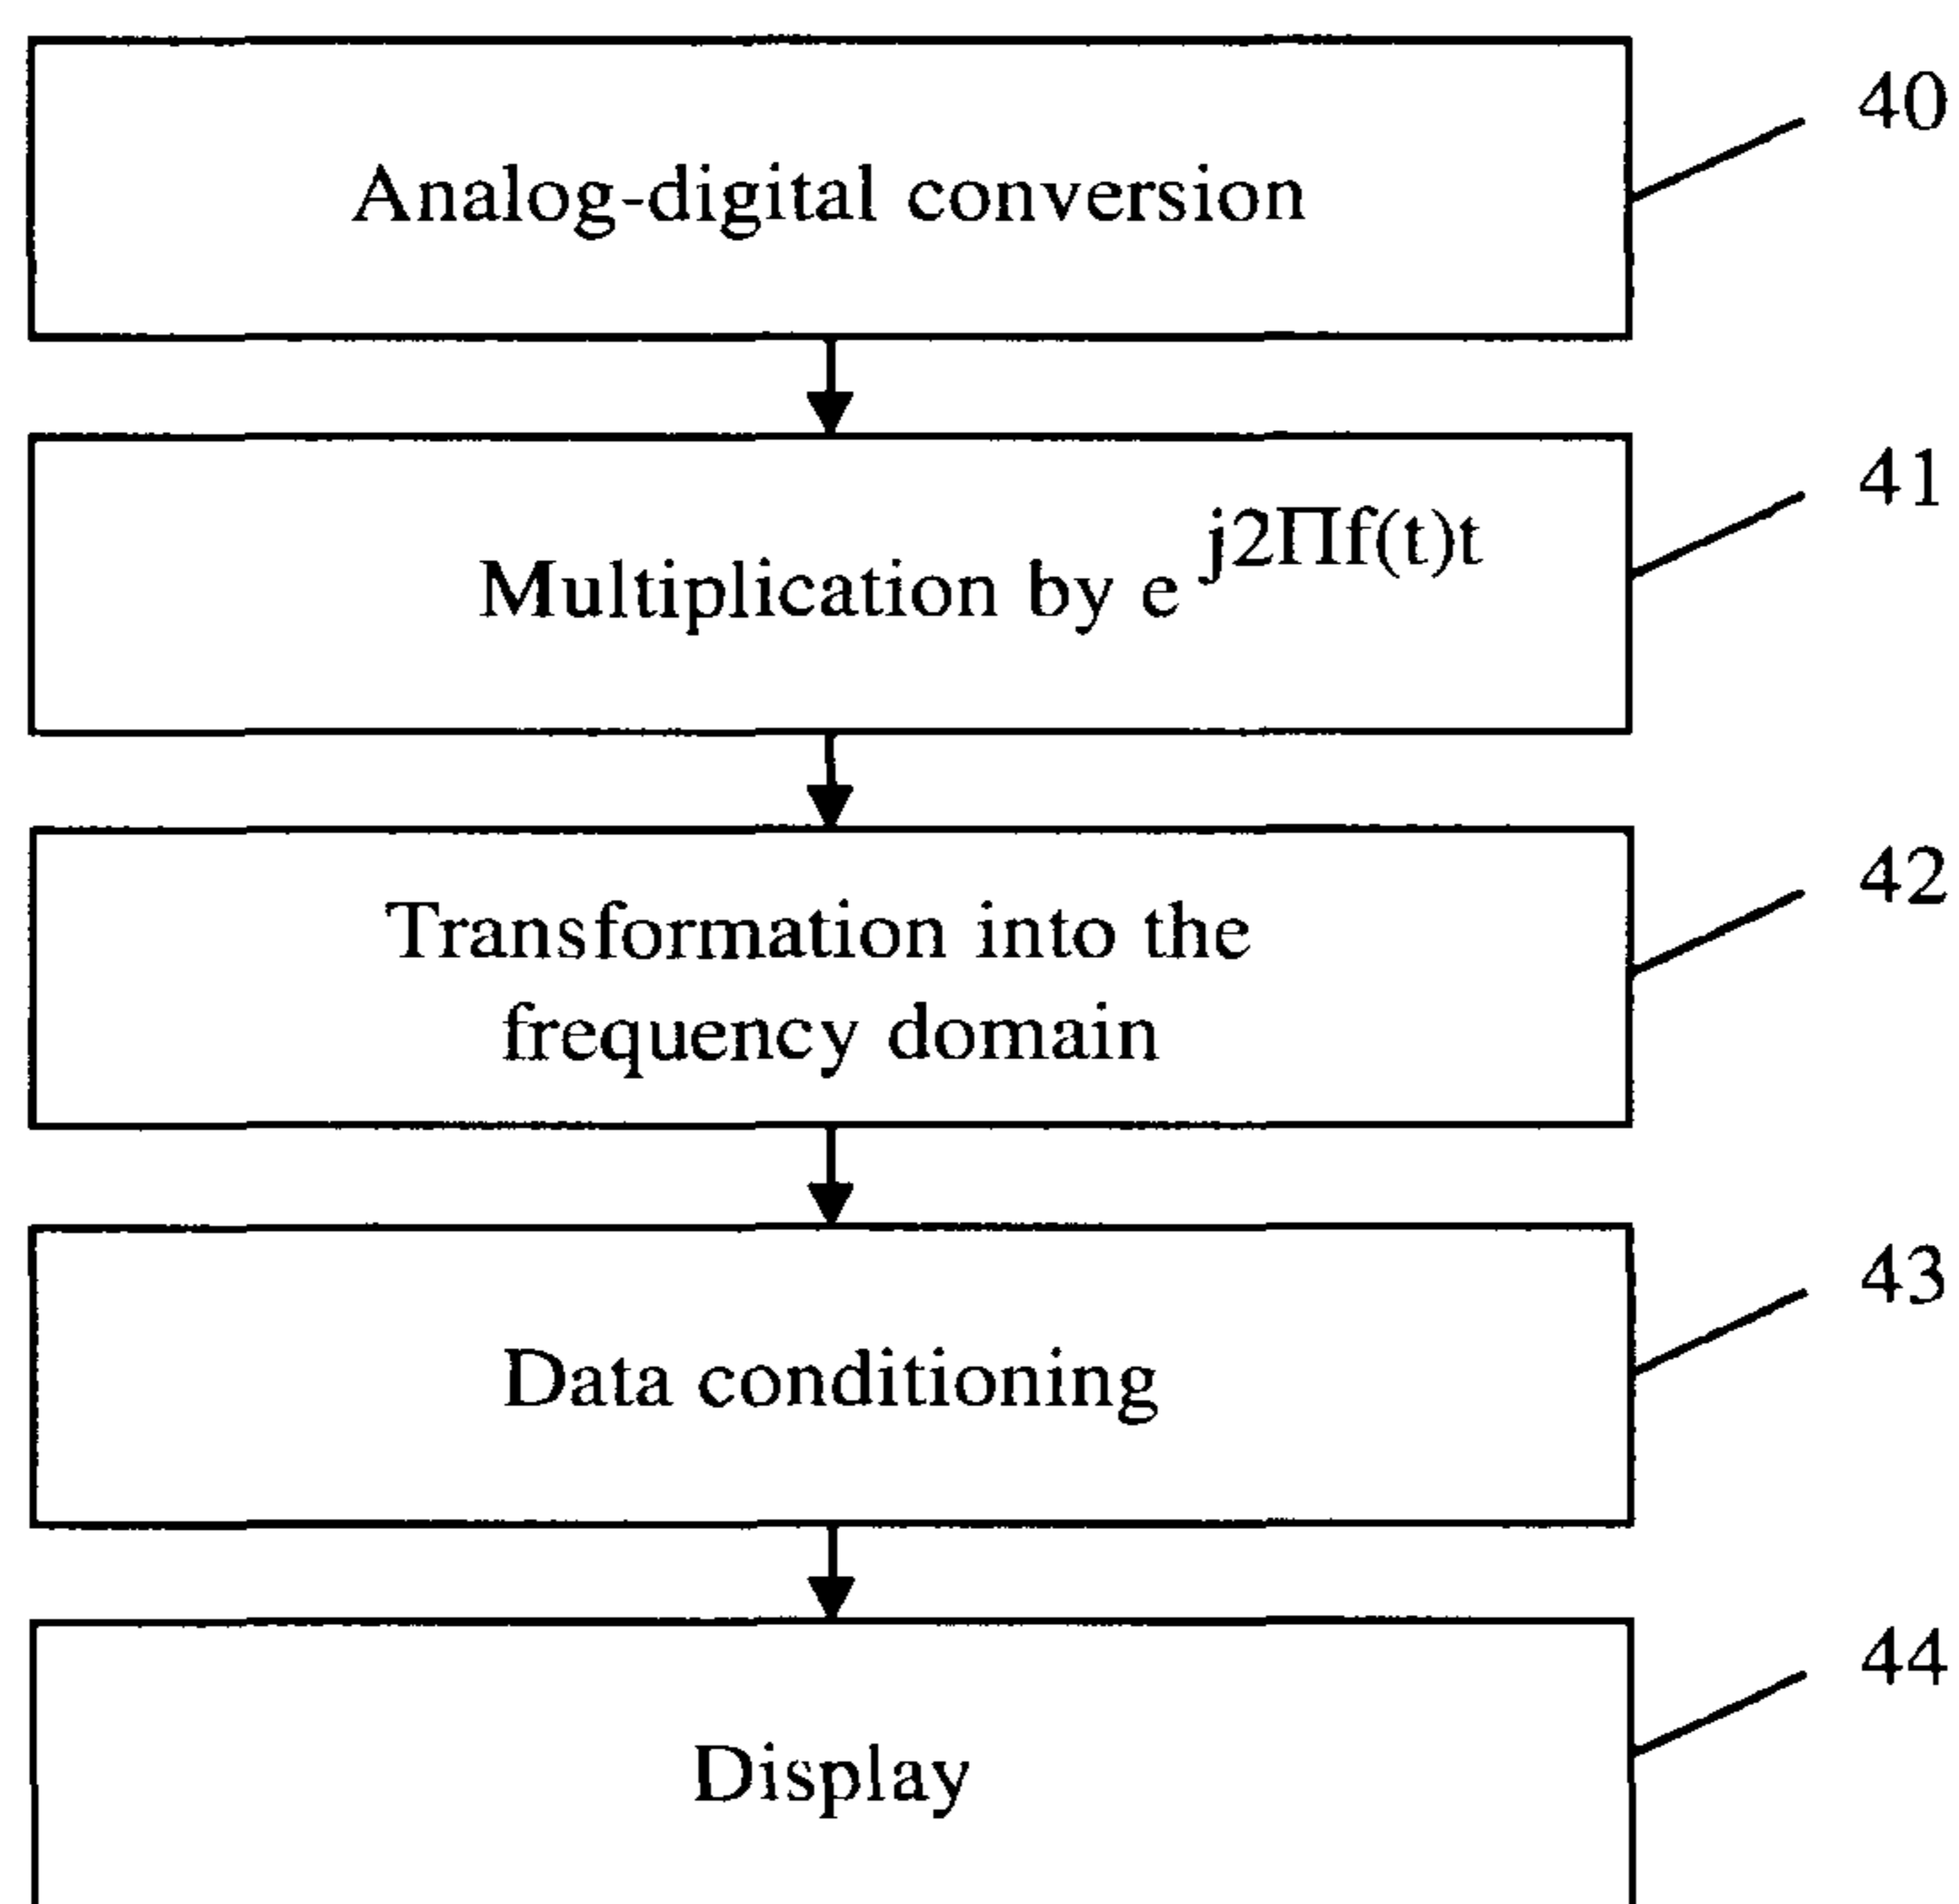 Analog-digital conversion
40
Multiplication by e j2Πf(t)t
41
Transformation into the
frequency domain
42
Data conditioning
43
Display
44